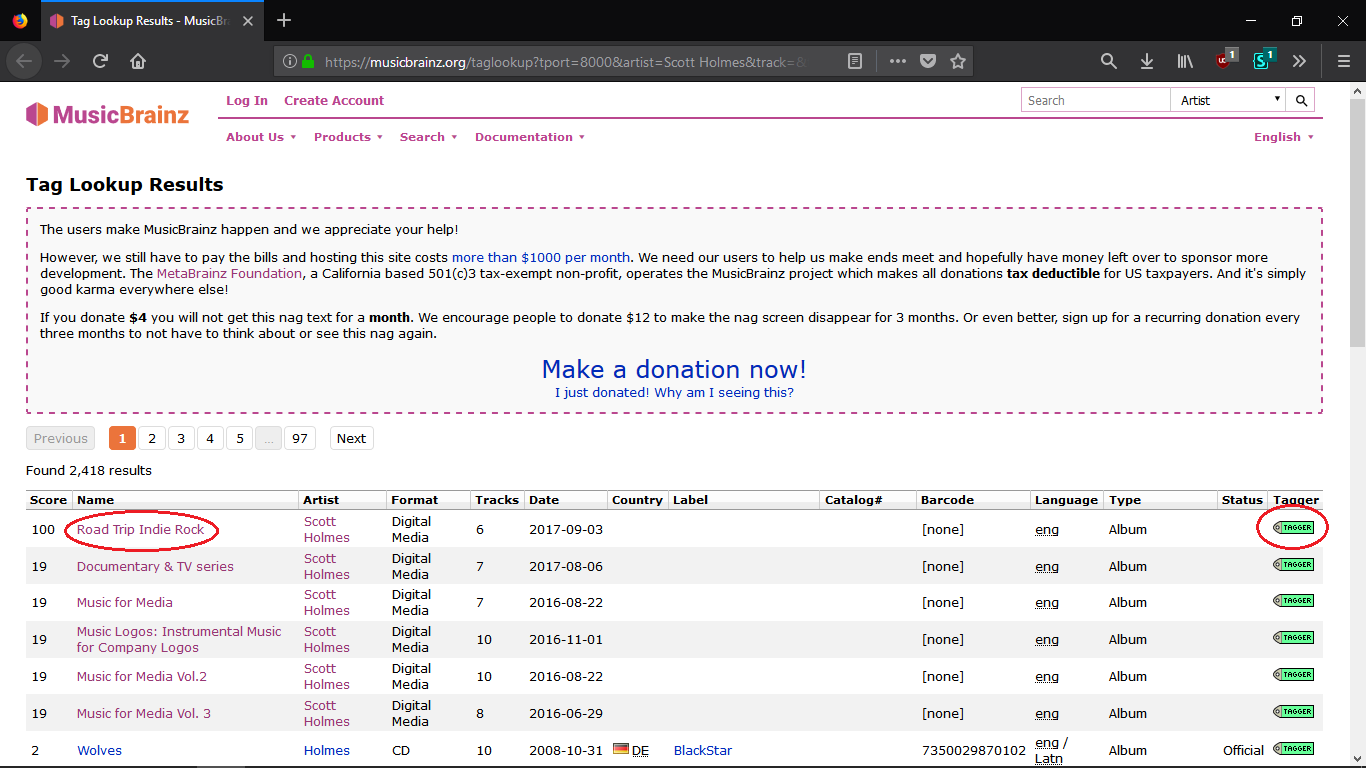 Tag Lookup Results - MusicBr
https://musicbrainz.org/taglookup?tport=8000&artist=Scott Holmes&track=&
1
1
MusicBrainz
Log In Create Account
Search Artist
About Us Products Search Documentation English
Tag Lookup Results
The users make MusicBrainz happen and we appreciate your help!
However, we still have to pay the bills and hosting this site costs more than $1000 per month. We need our users to help us make ends meet and hopefully have money left over to sponsor more
development. The MetaBrainz Foundation, a California based 501(c)3 tax-exempt non-profit, operates the MusicBrainz project which makes all donations tax deductible for US taxpayers. And it's simply
good karma everywhere else!
If you donate $4 you will not get this nag text for a month. We encourage people to donate $12 to make the nag screen disappear for 3 months. Or even better, sign up for a recurring donation every
three months to not have to think about or see this nag again.
Make a donation now!
I just donated! Why am I seeing this?
Previous 1 2 3 4 5 ... 97 Next
Found 2,418 results
Score Name Artist Format Tracks Date Country Label Catalog# Barcode Language Type Status Tagger
100 Road Trip Indie Rock Scott Holmes Digital Media 6 2017-09-03 [none] eng Album TAGGER
19 Documentary & TV series Scott Holmes Digital Media 7 2017-08-06 [none] eng Album TAGGER
19 Music for Media Scott Holmes Digital Media 7 2016-08-22 [none] eng Album TAGGER
19 Music Logos: Instrumental Music for Company Logos Scott Holmes Digital Media 10 2016-11-01 [none] eng Album TAGGER
19 Music for Media Vol.2 Scott Holmes Digital Media 10 2016-08-22 [none] eng Album TAGGER
19 Music for Media Vol. 3 Scott Holmes Digital Media 8 2016-06-29 [none] eng Album TAGGER
2 Wolves Holmes CD 10 2008-10-31 DE BlackStar 7350029870102 eng / Latn Album Official TAGGER